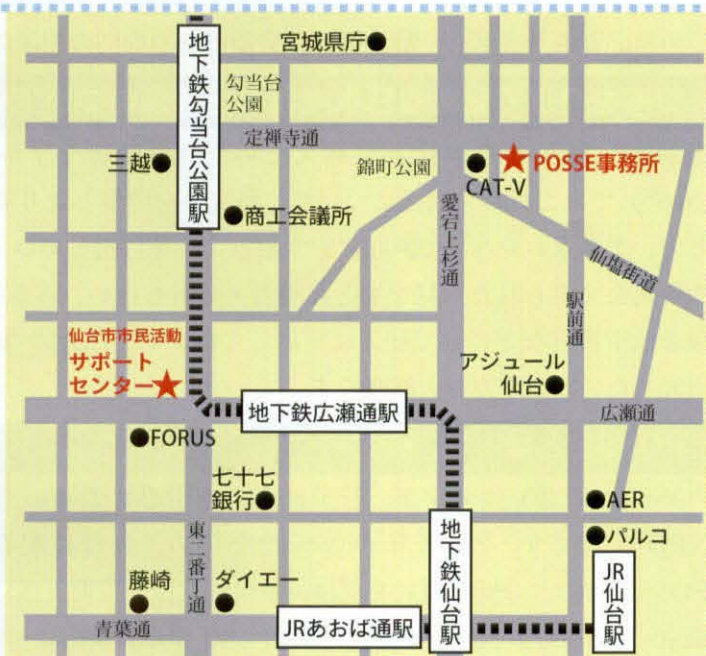 宮城県庁
地下鉄勾当台公園駅
勾当台
公園
定禅寺通
三越
錦町公園
CAT-V
POSSE事務所
商工会議所
愛宕上杉通
仙塩街道
駅前通
仙台市市民活動
サポート
センター
アジュール
仙台
地下鉄広瀬通駅
広瀬通
FORUS
七十七
銀行
AER
パルコ
東二番丁通
地下鉄仙台駅
JR仙台駅
藤崎
ダイエー
青葉通
JRあおば通駅